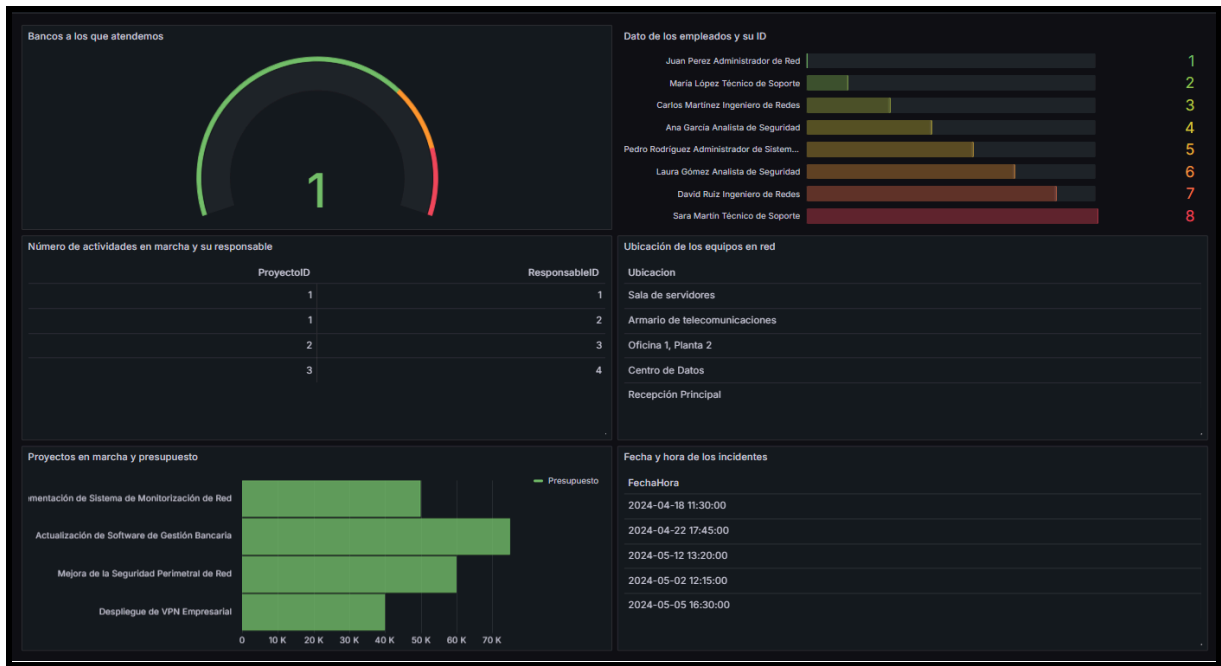 Bancos a los que atendemos
1
Dato de los empleados y su ID
Juan Perez Administrador de Red 1
María López Técnico de Soporte 2
Carlos Martínez Ingeniero de Redes 3
Ana García Analista de Seguridad 4
Pedro Rodríguez Administrador de Sistem... 5
Laura Gómez Analista de Seguridad 6
David Ruiz Ingeniero de Redes 7
Sara Martín Técnico de Soporte 8
Número de actividades en marcha y su responsable
ProyectoID ResponsableID
1 1
1 2
2 3
3 4
Ubicación de los equipos en red
Ubicacion
Sala de servidores
Armario de telecomunicaciones
Oficina 1, Planta 2
Centro de Datos
Recepción Principal
Proyectos en marcha y presupuesto
Presupuesto
mentación de Sistema de Monitorización de Red
Actualización de Software de Gestión Bancaria
Mejora de la Seguridad Perimetral de Red
Despliegue de VPN Empresarial
0 10 K 20 K 30 K 40 K 50 K 60 K 70 K
Fecha y hora de los incidentes
FechaHora
2024-04-18 11:30:00
2024-04-22 17:45:00
2024-05-12 13:20:00
2024-05-02 12:15:00
2024-05-05 16:30:00